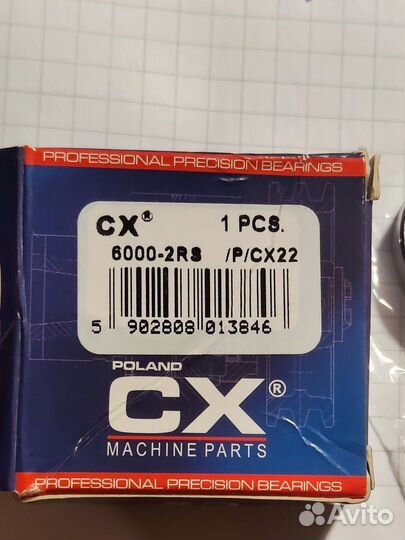 PROFESSIONAL PRECISION BEARINGS
CX® 1 PCS.
6000-2RS /P/CX22
5 902808 013846
POLAND
CX®
MACHINE PARTS
PROFESSIONAL PRECISION BEARINGS
Avito